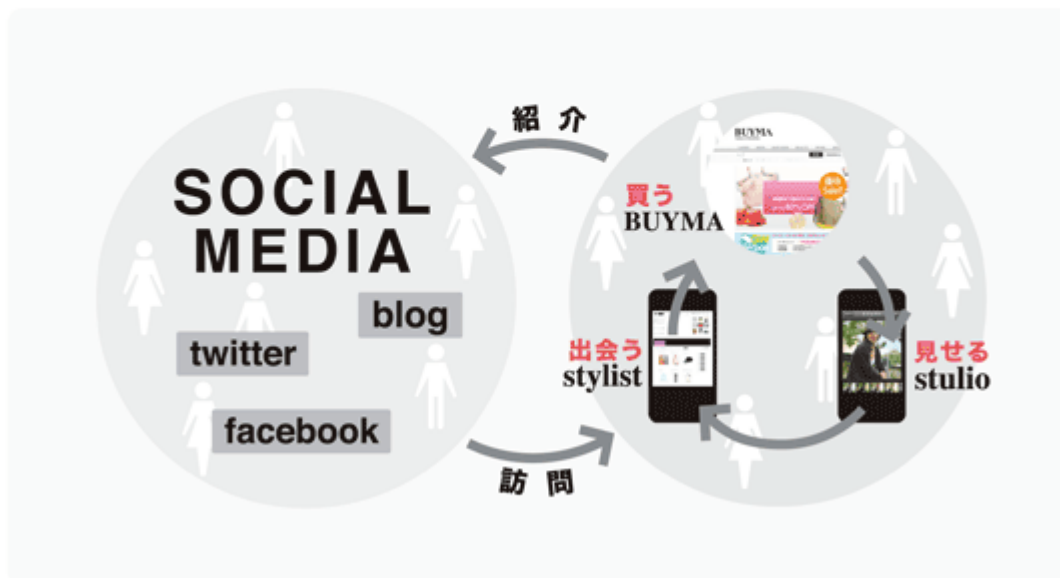 SOCIAL
MEDIA
blog
twitter
facebook
紹介
訪問
BUYMA
買う
BUYMA
出会う
stylist
見せる
stulio